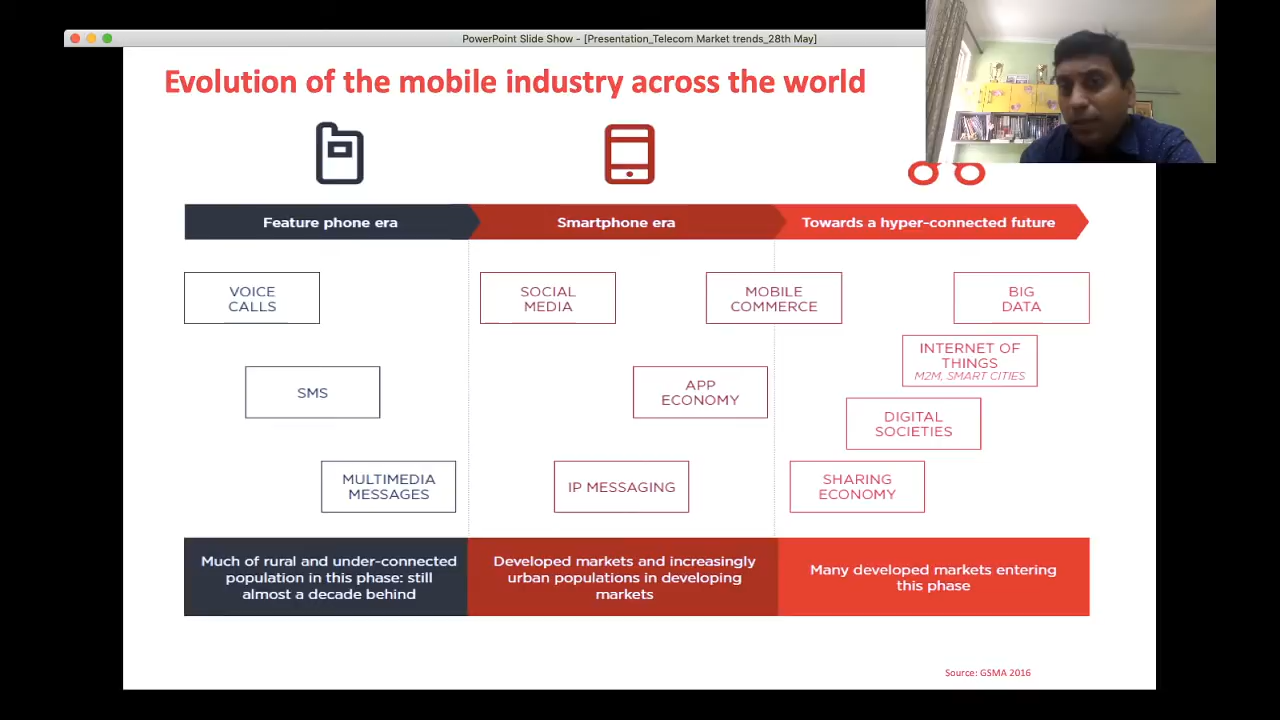 PowerPoint Slide Show - [Presentation_Telecom Market trends_28th May]
Evolution of the mobile industry across the world
Feature phone era
Smartphone era
Towards a hyper-connected future
VOICE
CALLS
SMS
MULTIMEDIA
MESSAGES
SOCIAL
MEDIA
APP
ECONOMY
IP MESSAGING
MOBILE
COMMERCE
BIG
DATA
INTERNET OF
THINGS
M2M, SMART CITIES
DIGITAL
SOCIETIES
SHARING
ECONOMY
Much of rural and under-connected
population in this phase: still
almost a decade behind
Developed markets and increasingly
urban populations in developing
markets
Many developed markets entering
this phase
Source: GSMA 2016